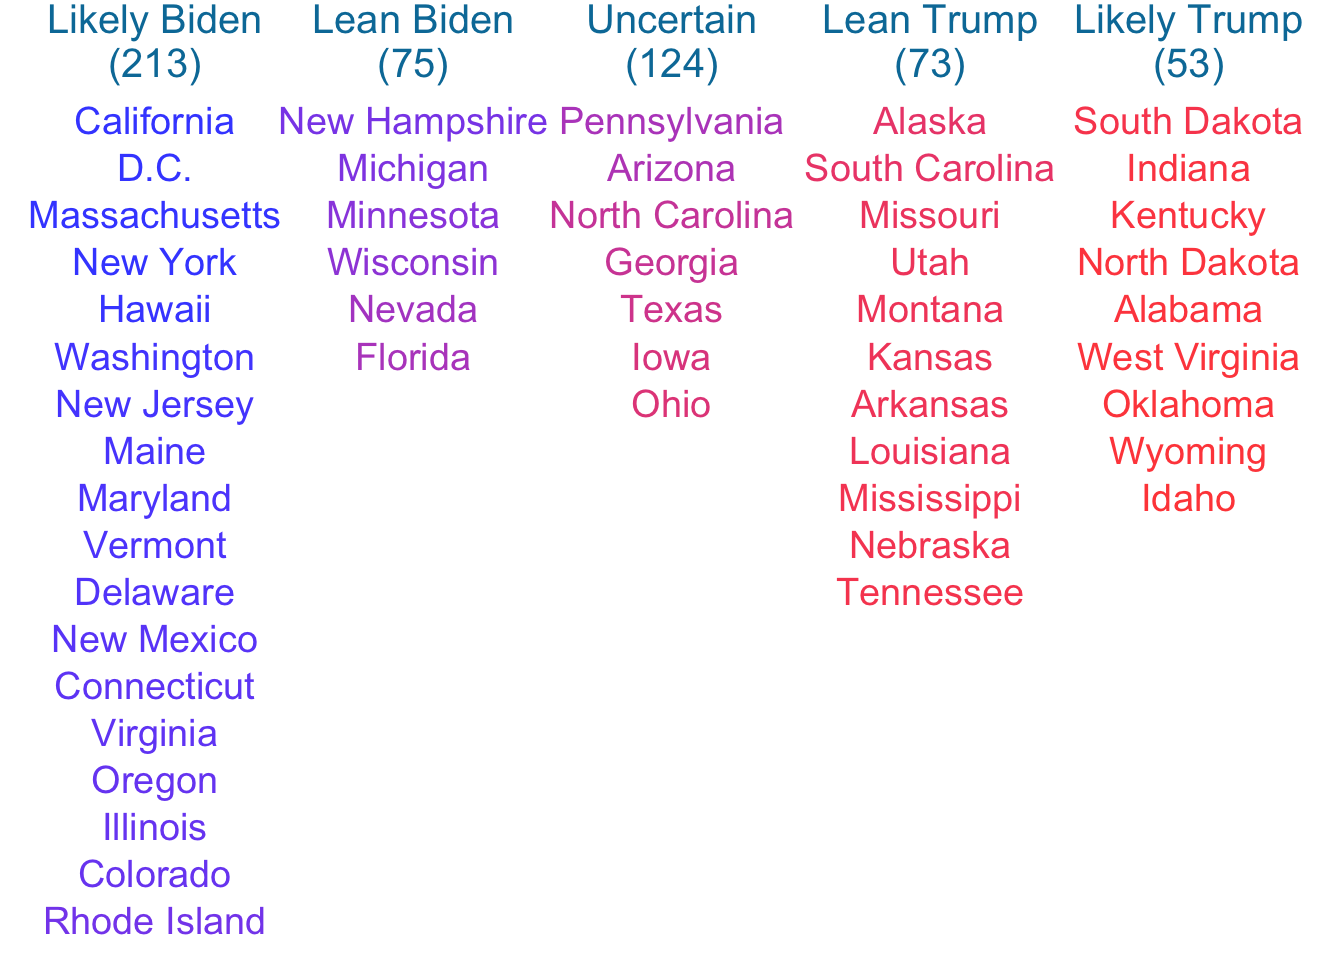 Likely Biden
(213)
California
D.C.
Massachusetts
New York
Hawaii
Washington
New Jersey
Maine
Maryland
Vermont
Delaware
New Mexico
Connecticut
Virginia
Oregon
Illinois
Colorado
Rhode Island
Lean Biden
(75)
New Hampshire
Michigan
Minnesota
Wisconsin
Nevada
Florida
Uncertain
(124)
Pennsylvania
Arizona
North Carolina
Georgia
Texas
Iowa
Ohio
Lean Trump
(73)
Alaska
South Carolina
Missouri
Utah
Montana
Kansas
Arkansas
Louisiana
Mississippi
Nebraska
Tennessee
Likely Trump
(53)
South Dakota
Indiana
Kentucky
North Dakota
Alabama
West Virginia
Oklahoma
Wyoming
Idaho